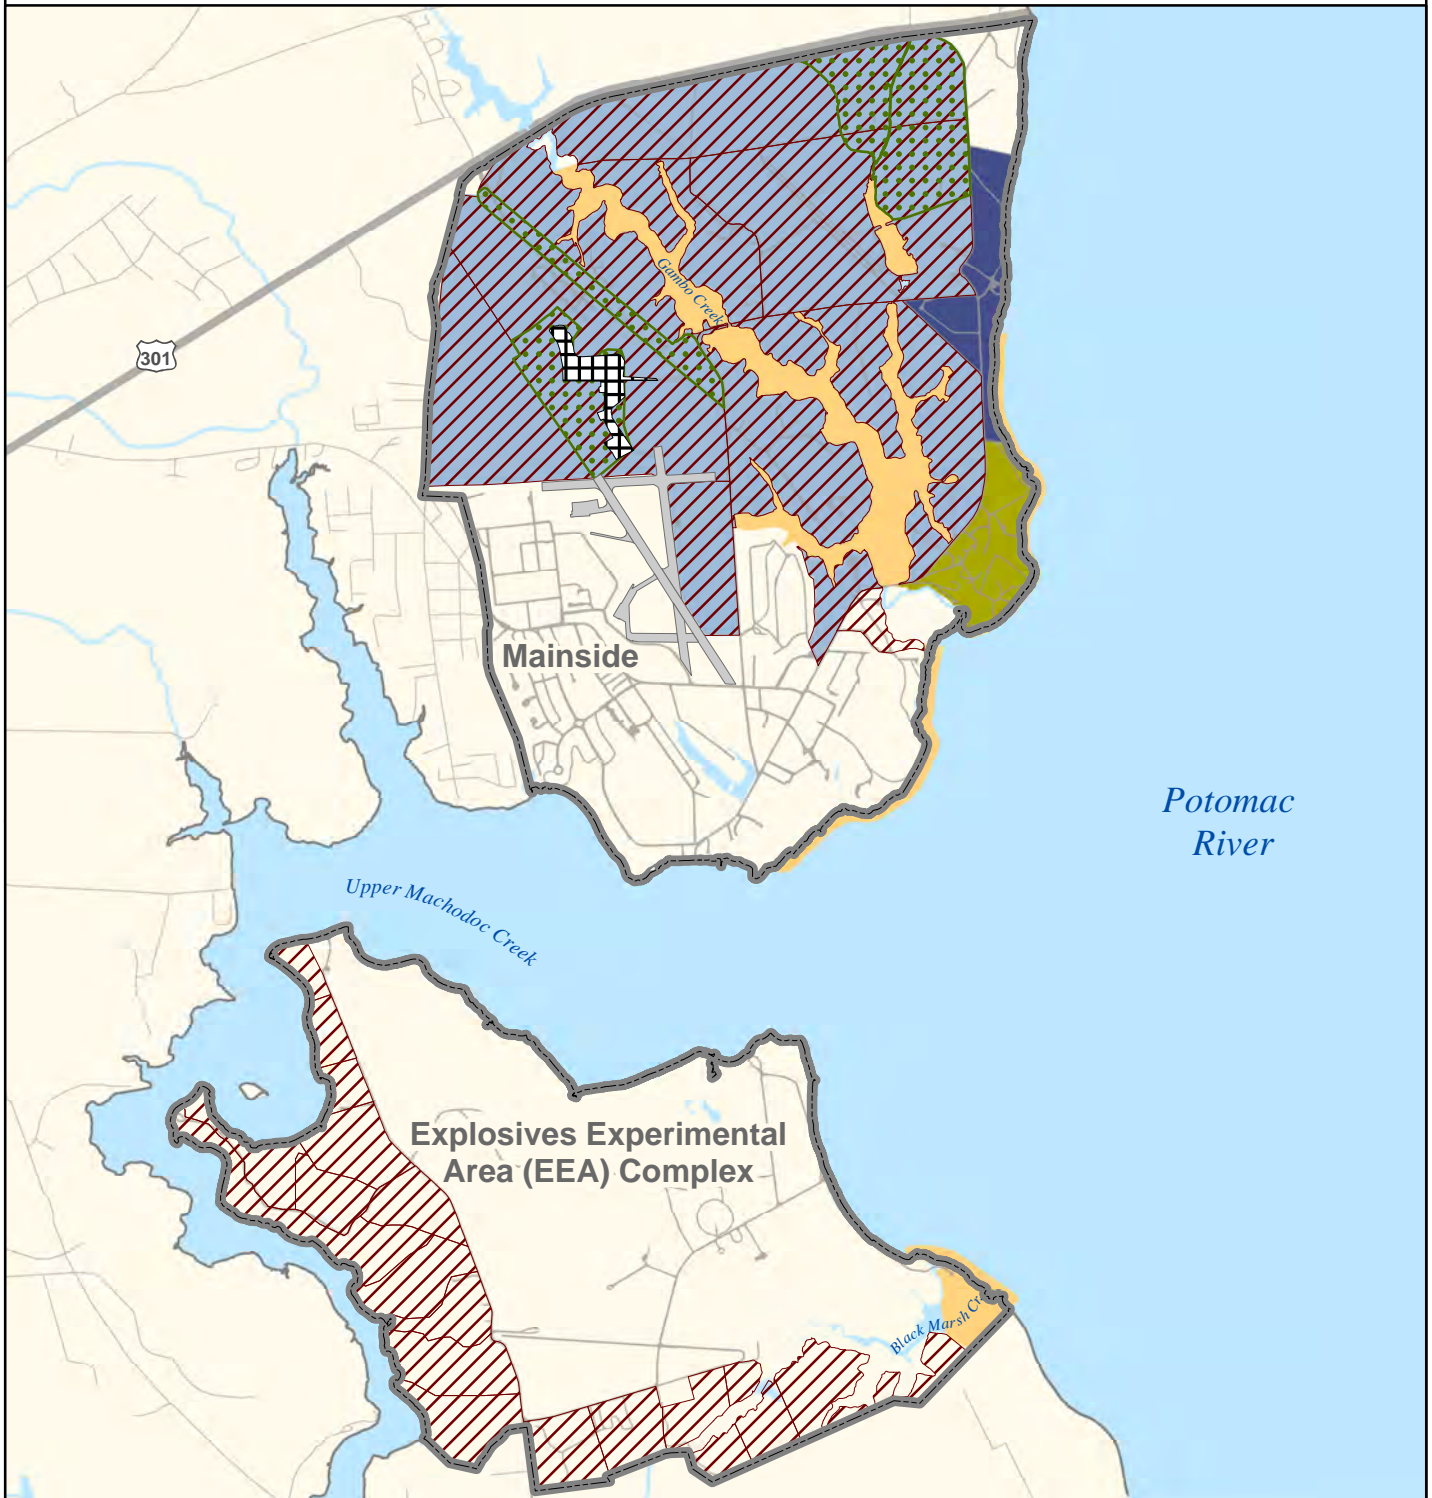 Gambo Creek
301
Mainside
Potomac
River
Upper Machodoc Creek
Explosives Experimental
Area (EEA) Complex
Black Marsh Cr